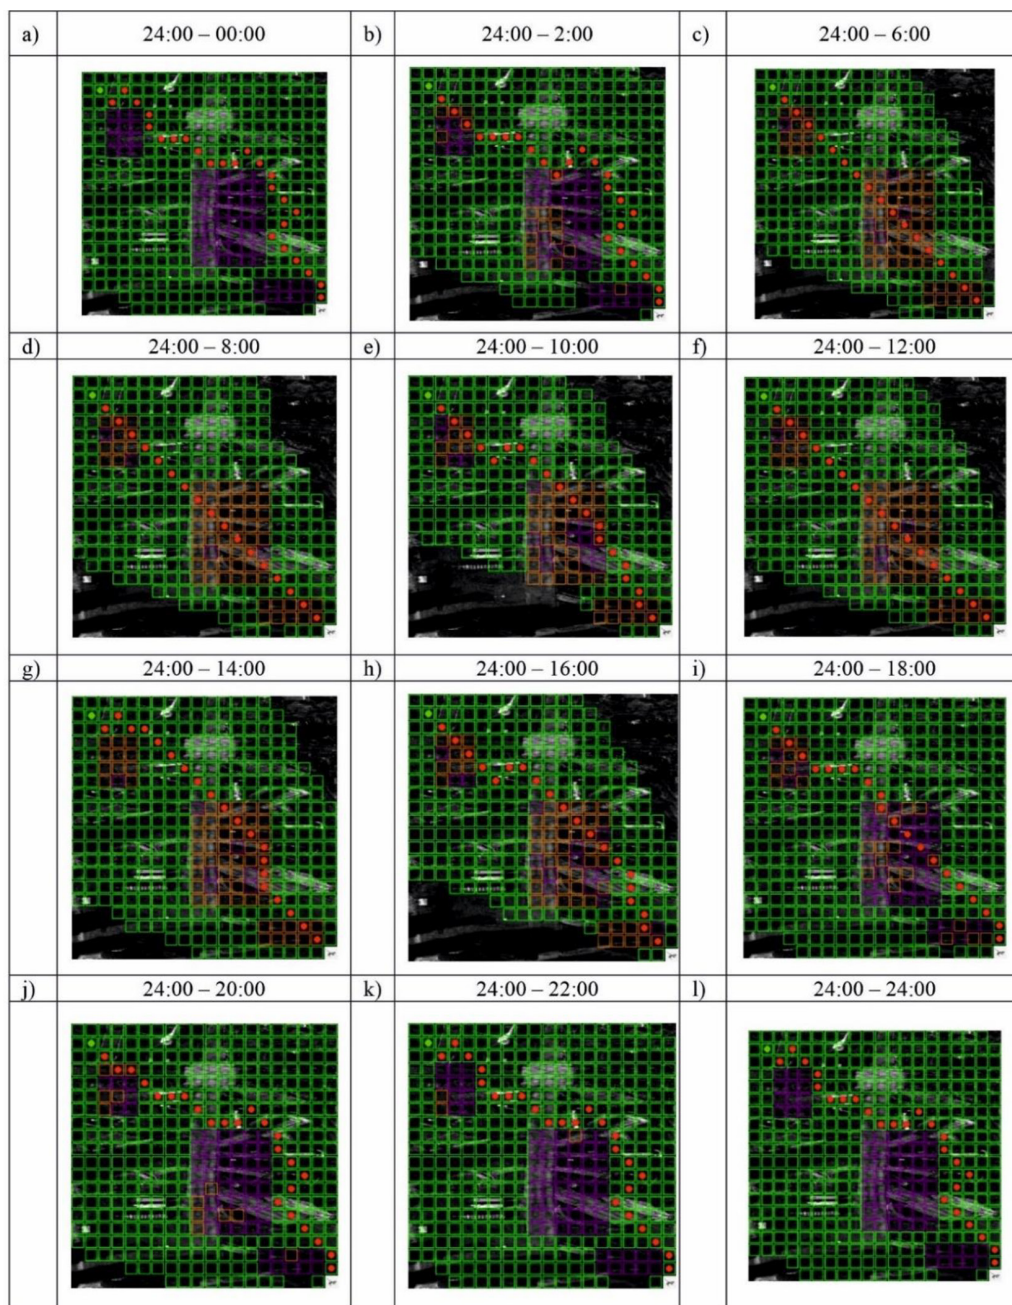 a) 24:00 – 00:00 b) 24:00 – 2:00 c) 24:00 – 6:00
d) 24:00 – 8:00 e) 24:00 – 10:00 f) 24:00 – 12:00
g) 24:00 – 14:00 h) 24:00 – 16:00 i) 24:00 – 18:00
j) 24:00 – 20:00 k) 24:00 – 22:00 l) 24:00 – 24:00